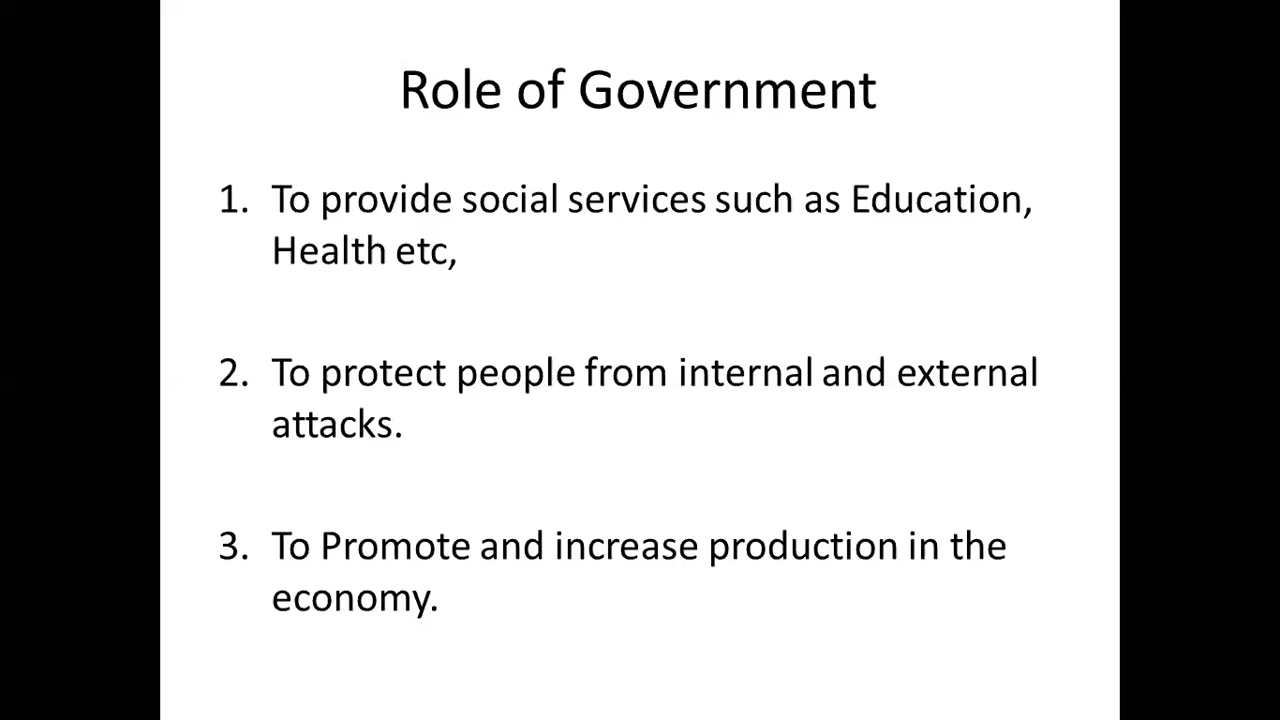 Role of Government
1. To provide social services such as Education,
Health etc,
2. To protect people from internal and external
attacks.
3. To Promote and increase production in the
economy.